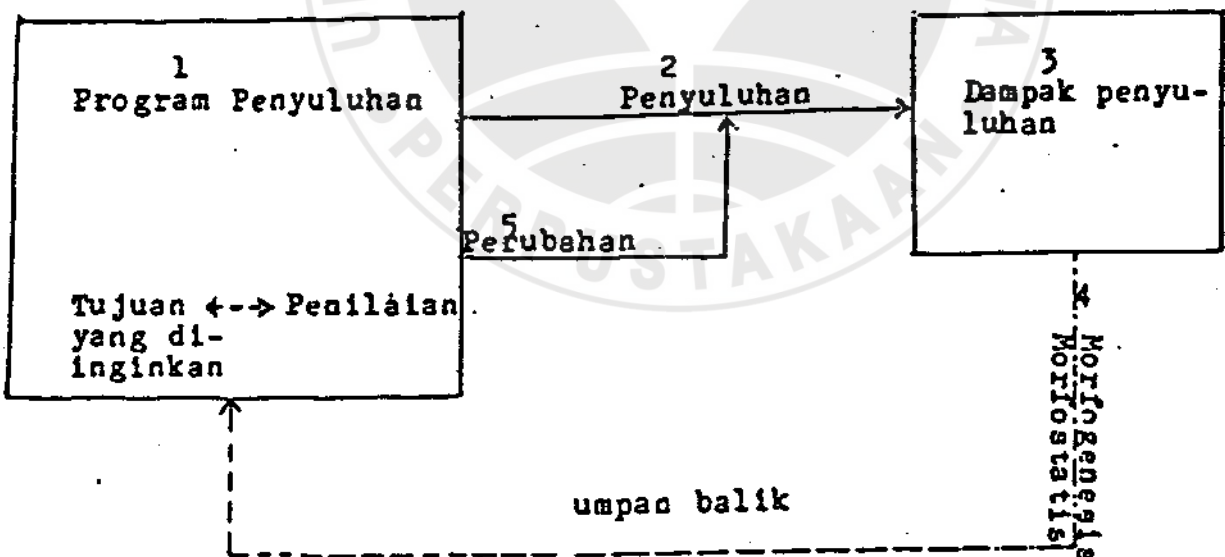 1
Program Penyuluhan
2
Penyuluhan
3
Dampak penyu-
luhan
5
Perubahan
Tujuan <--> Penilaian
yang di-
inginkan
4
Morfogenesis
Morfostatis
umpan balik
U PERPUSTAKAAN A